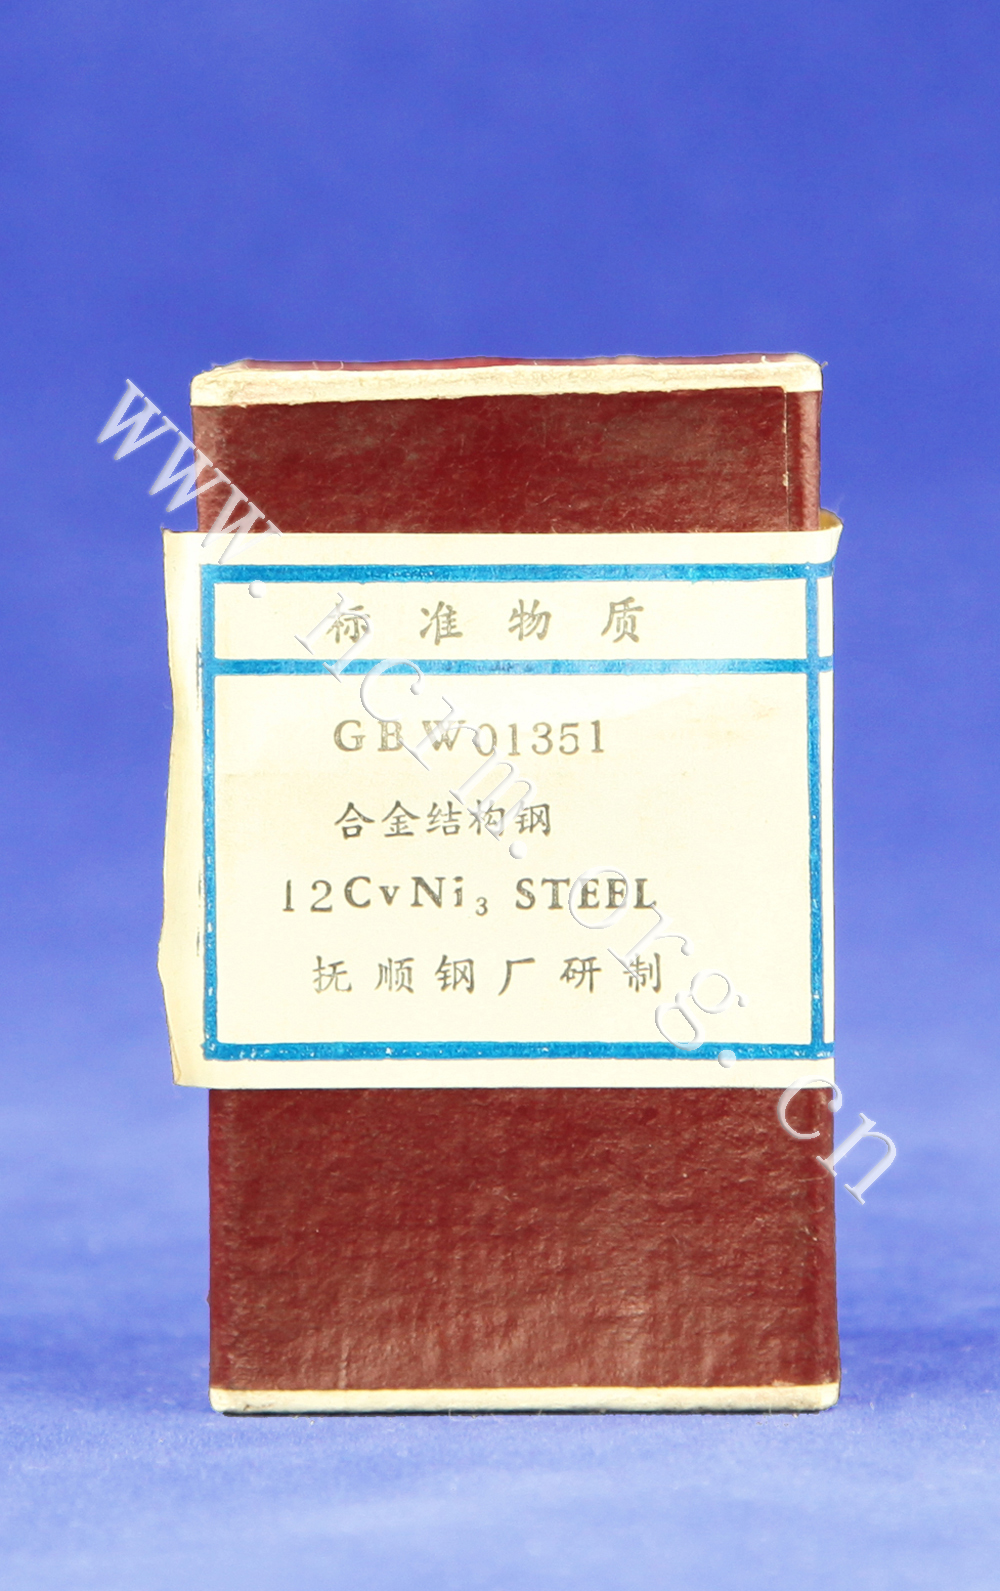 标准物质
GBW01351
合金结构钢
12CvNi₃ STEEL
抚顺钢厂研制
www.ncrm.org.cn